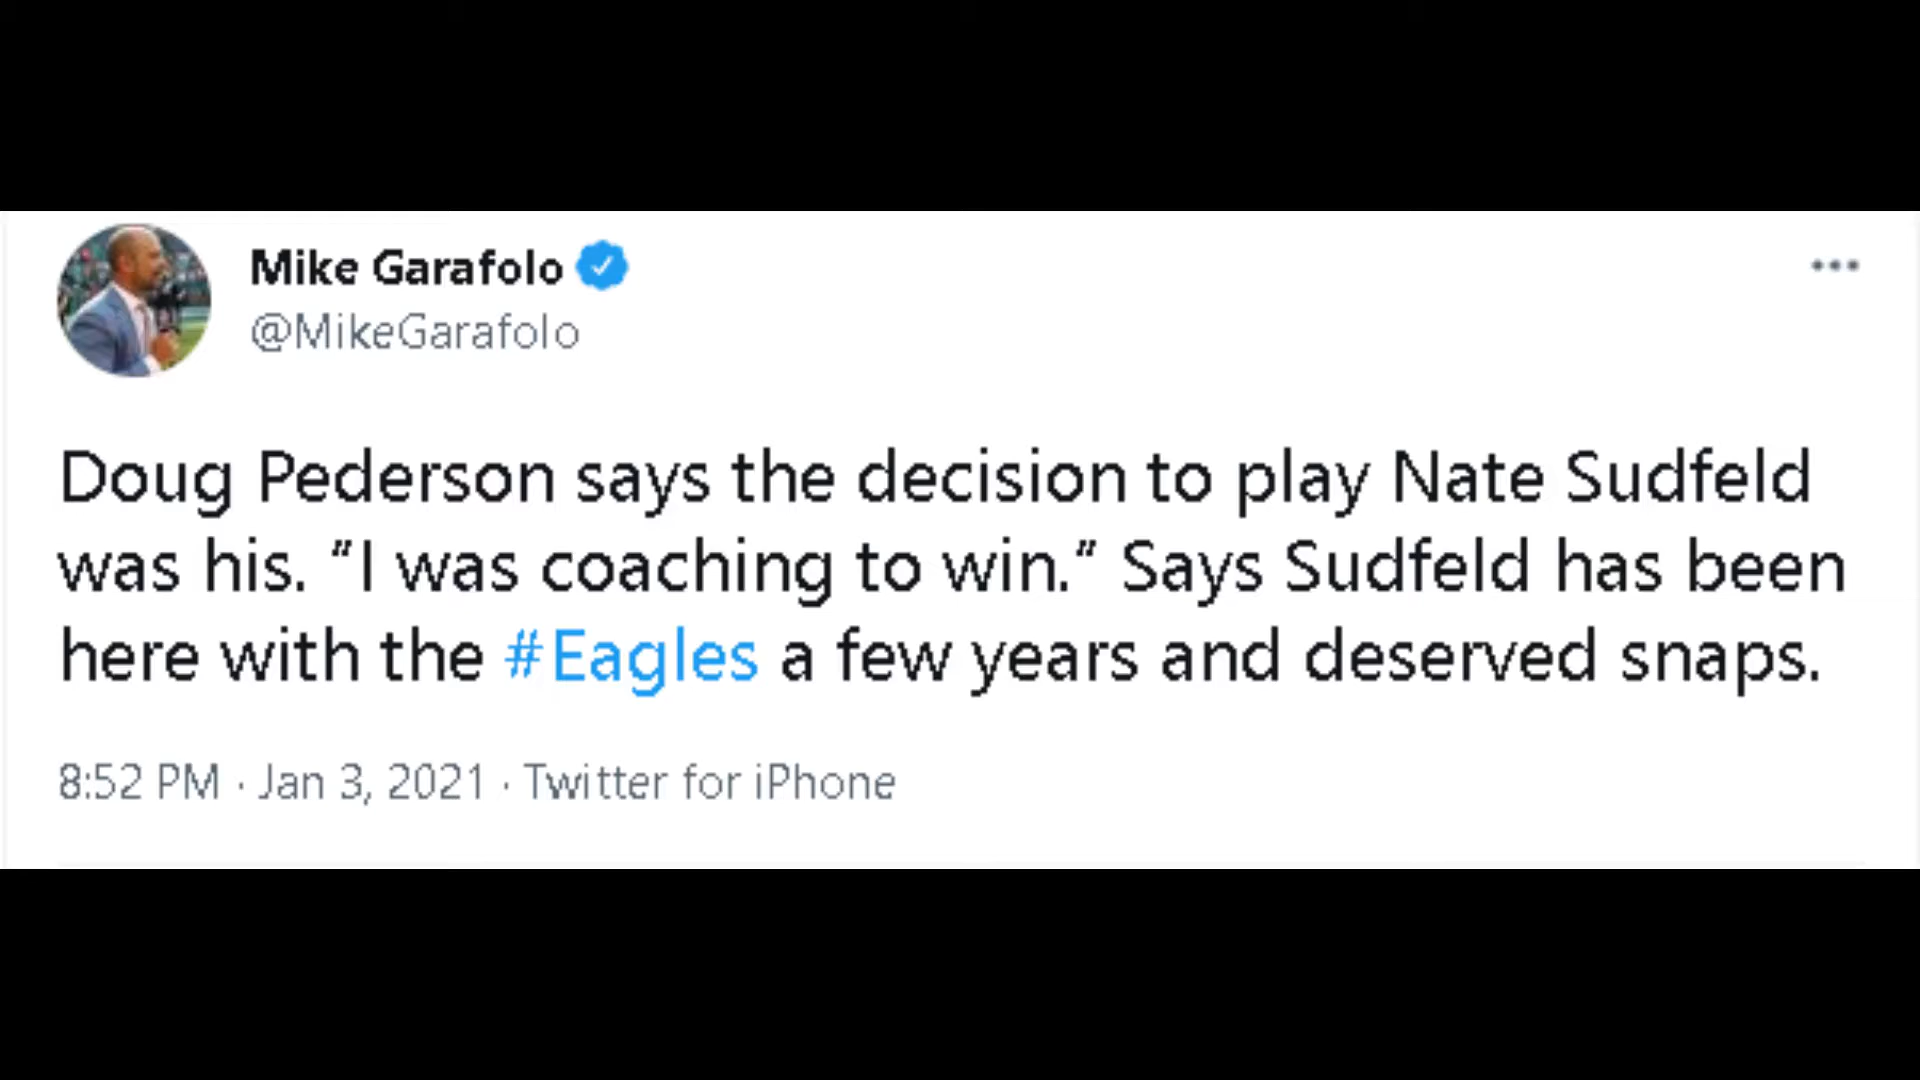 Mike Garafolo
@MikeGarafolo
Doug Pederson says the decision to play Nate Sudfeld
was his. “I was coaching to win.” Says Sudfeld has been
here with the #Eagles a few years and deserved snaps.
8:52 PM · Jan 3, 2021 · Twitter for iPhone